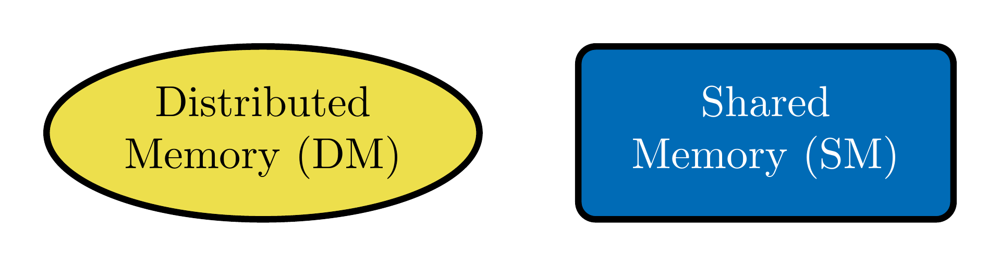 Distributed
Memory (DM)
Shared
Memory (SM)